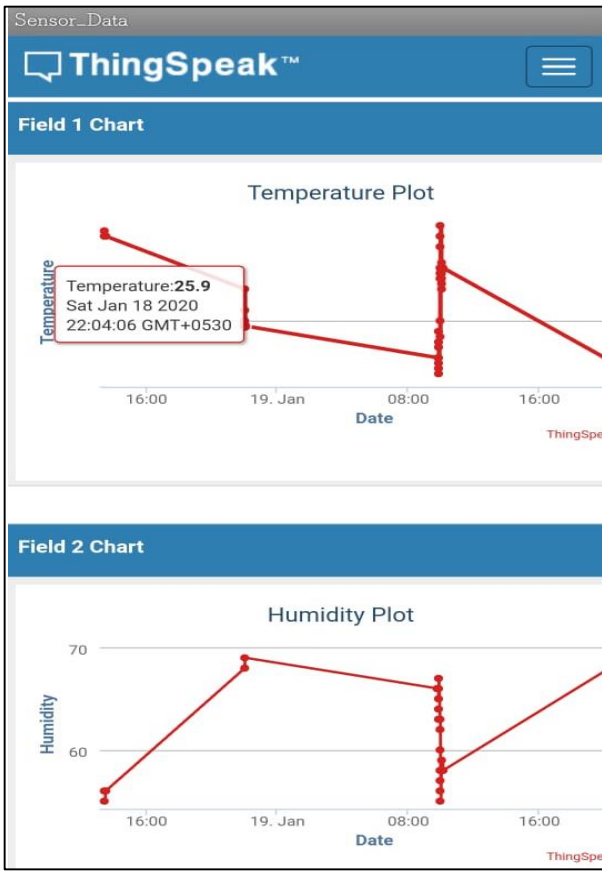 Sensor_Data
ThingSpeak™
Field 1 Chart
Temperature Plot
Temperature
Temperature:25.9
Sat Jan 18 2020
22:04:06 GMT+0530
16:00
19. Jan
08:00
16:00
Date
ThingSpe
Field 2 Chart
Humidity Plot
Humidity
70
60
16:00
19. Jan
08:00
16:00
Date
ThingSpe